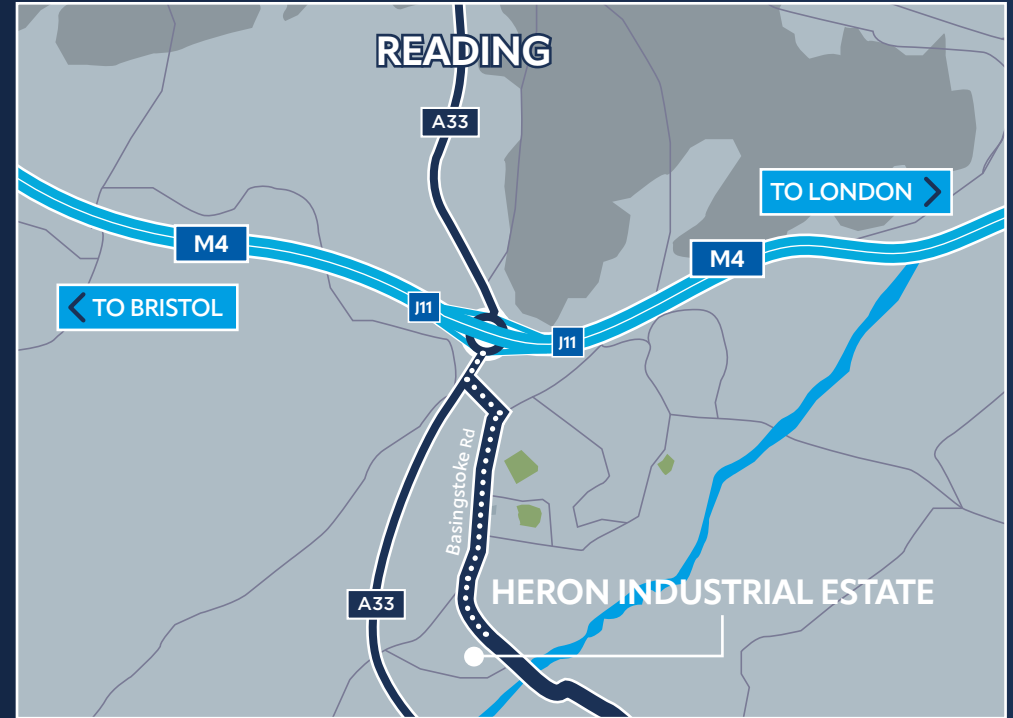 READING
A33
TO LONDON
M4
M4
TO BRISTOL
J11
J11
Basingstoke Rd
HERON INDUSTRIAL ESTATE
A33